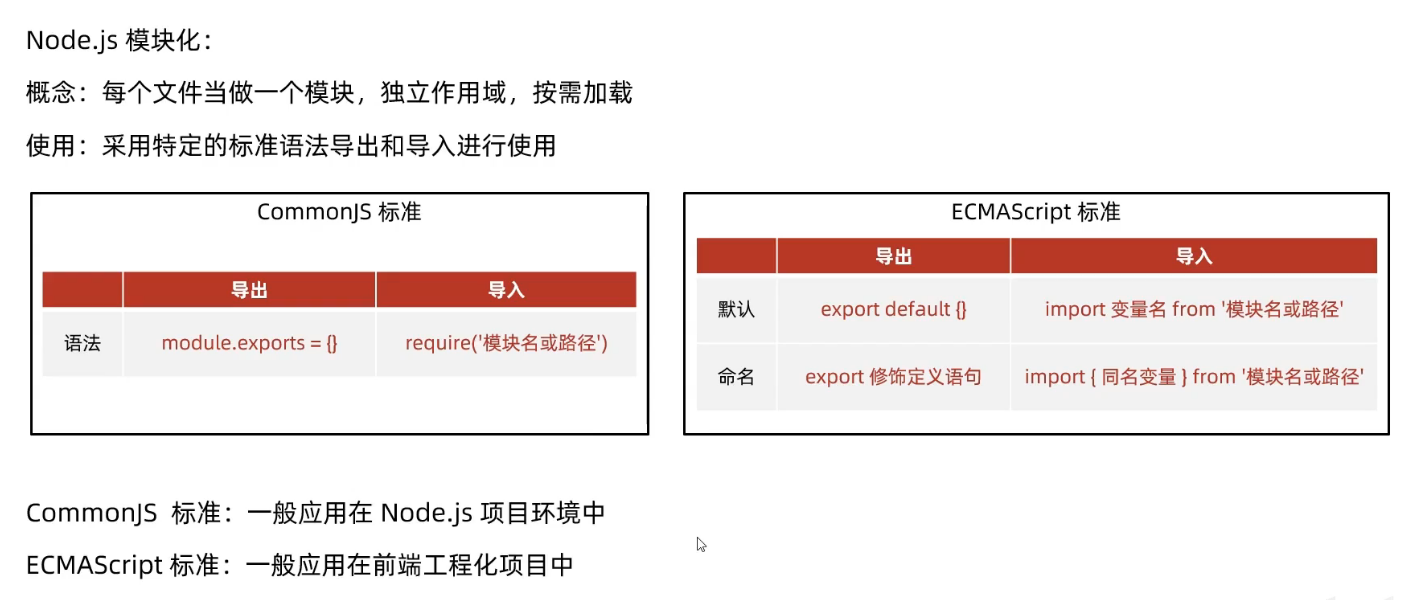 Node.js 模块化：
概念：每个文件当做一个模块，独立作用域，按需加载
使用：采用特定的标准语法导出和导入进行使用
CommonJS 标准
导出 导入
语法 module.exports = {} require('模块名或路径')
ECMAScript 标准
导出 导入
默认 export default {} import 变量名 from '模块名或路径'
命名 export 修饰定义语句 import { 同名变量 } from '模块名或路径'
CommonJS 标准：一般应用在 Node.js 项目环境中
ECMAScript 标准：一般应用在前端工程化项目中